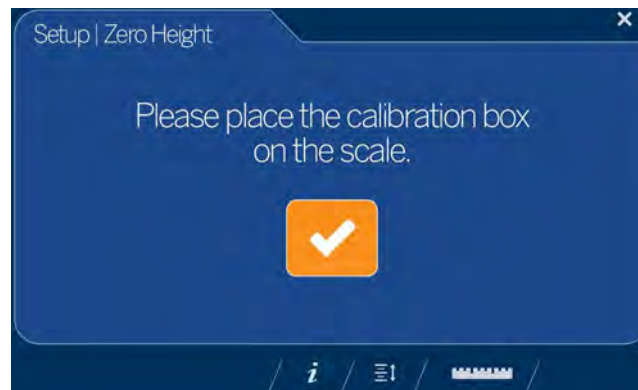 Setup | Zero Height
Please place the calibration box
on the scale.
i